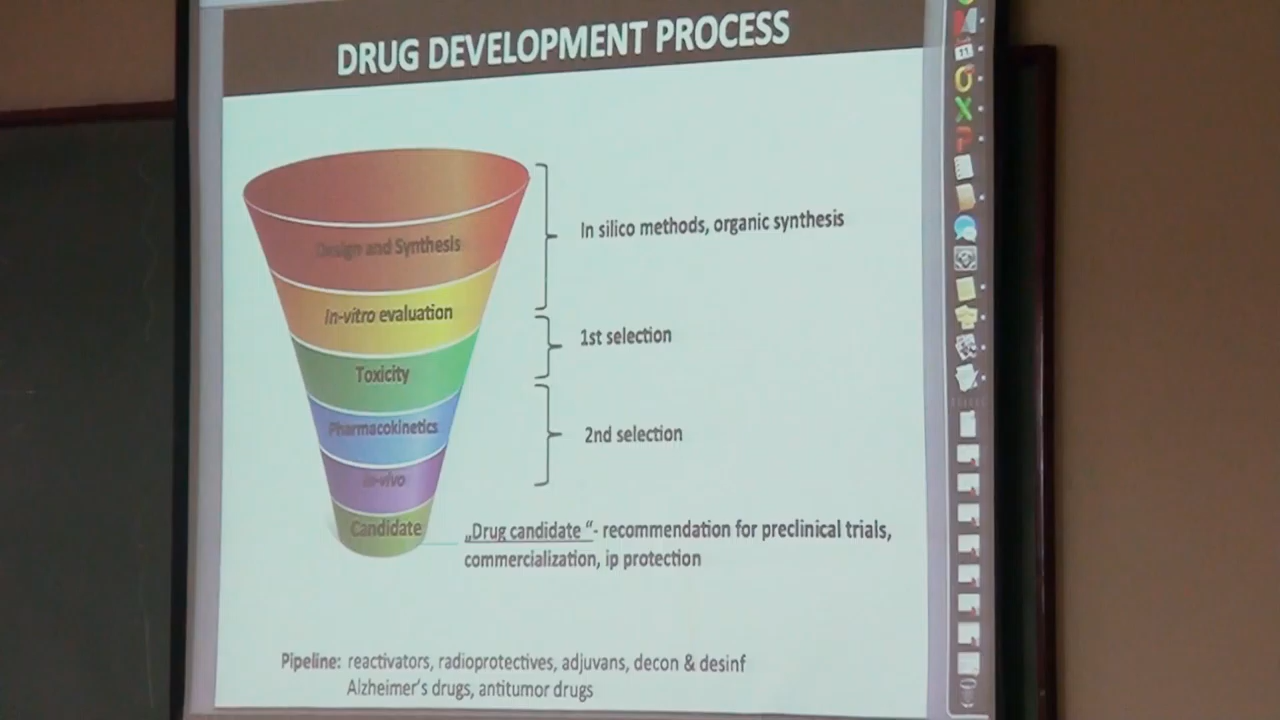 DRUG DEVELOPMENT PROCESS
Design and Synthesis
In silico methods, organic synthesis
In-vitro evaluation
1st selection
Toxicity
Pharmacokinetics
2nd selection
in-vivo
Candidate
„Drug candidate “- recommendation for preclinical trials,
commercialization, ip protection
Pipeline: reactivators, radioprotectives, adjuvans, decon & desinf
Alzheimer's drugs, antitumor drugs